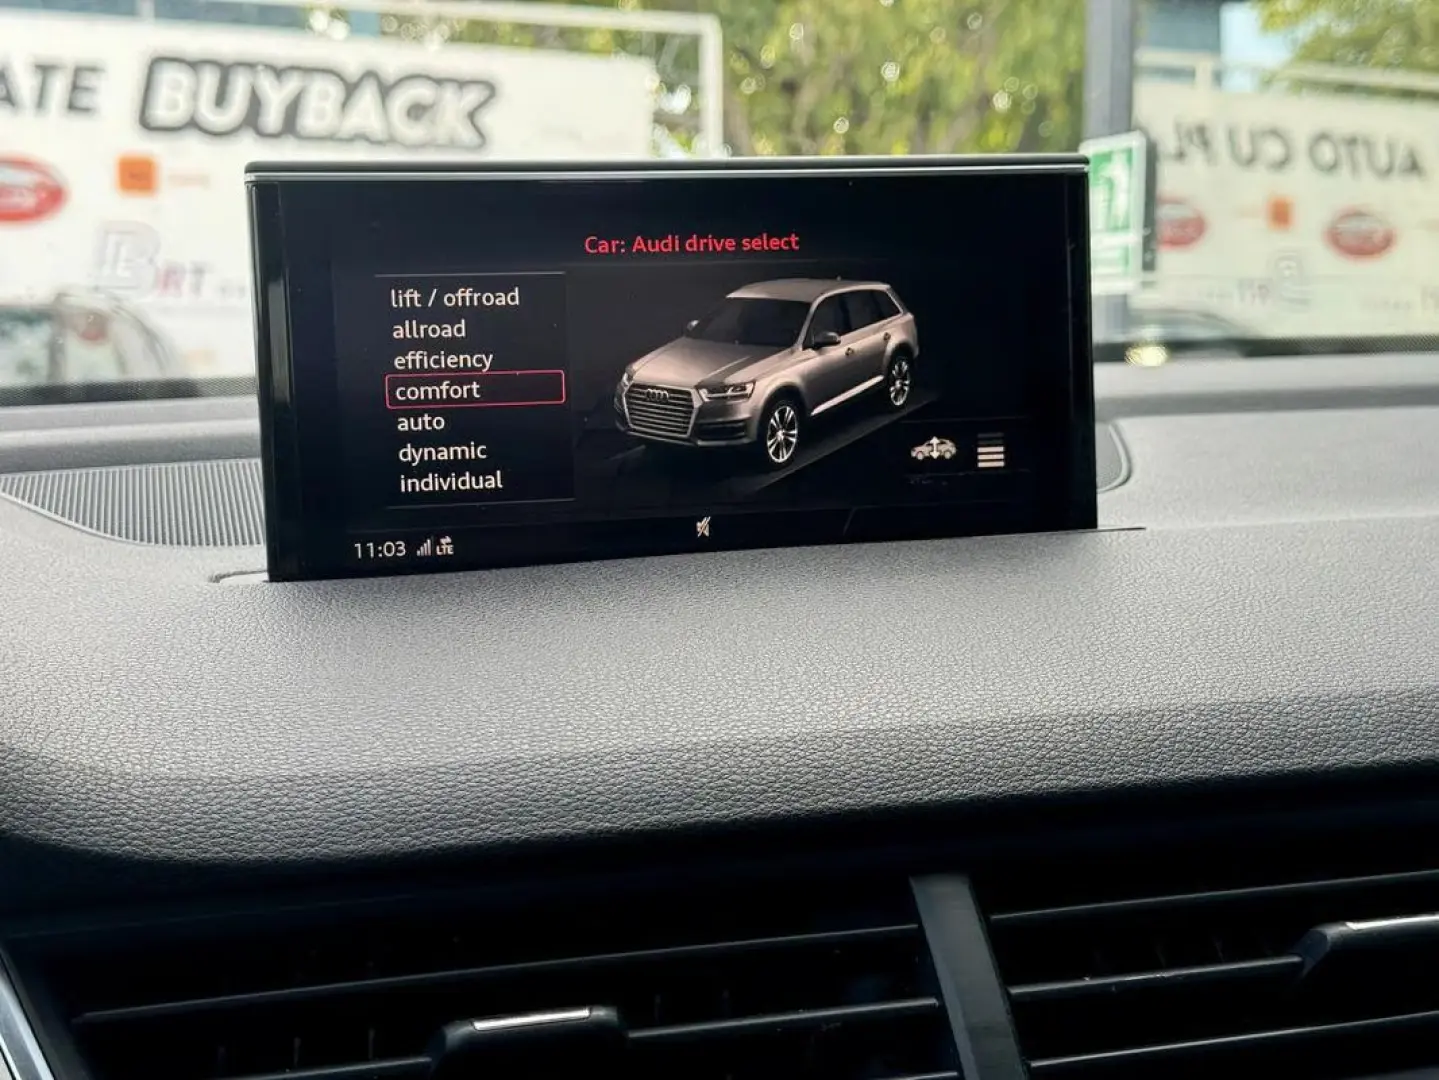 ATE BUYBACK
AUTO CU PL
Car: Audi drive select
lift / offroad
allroad
efficiency
comfort
auto
dynamic
individual
11:03
LTE